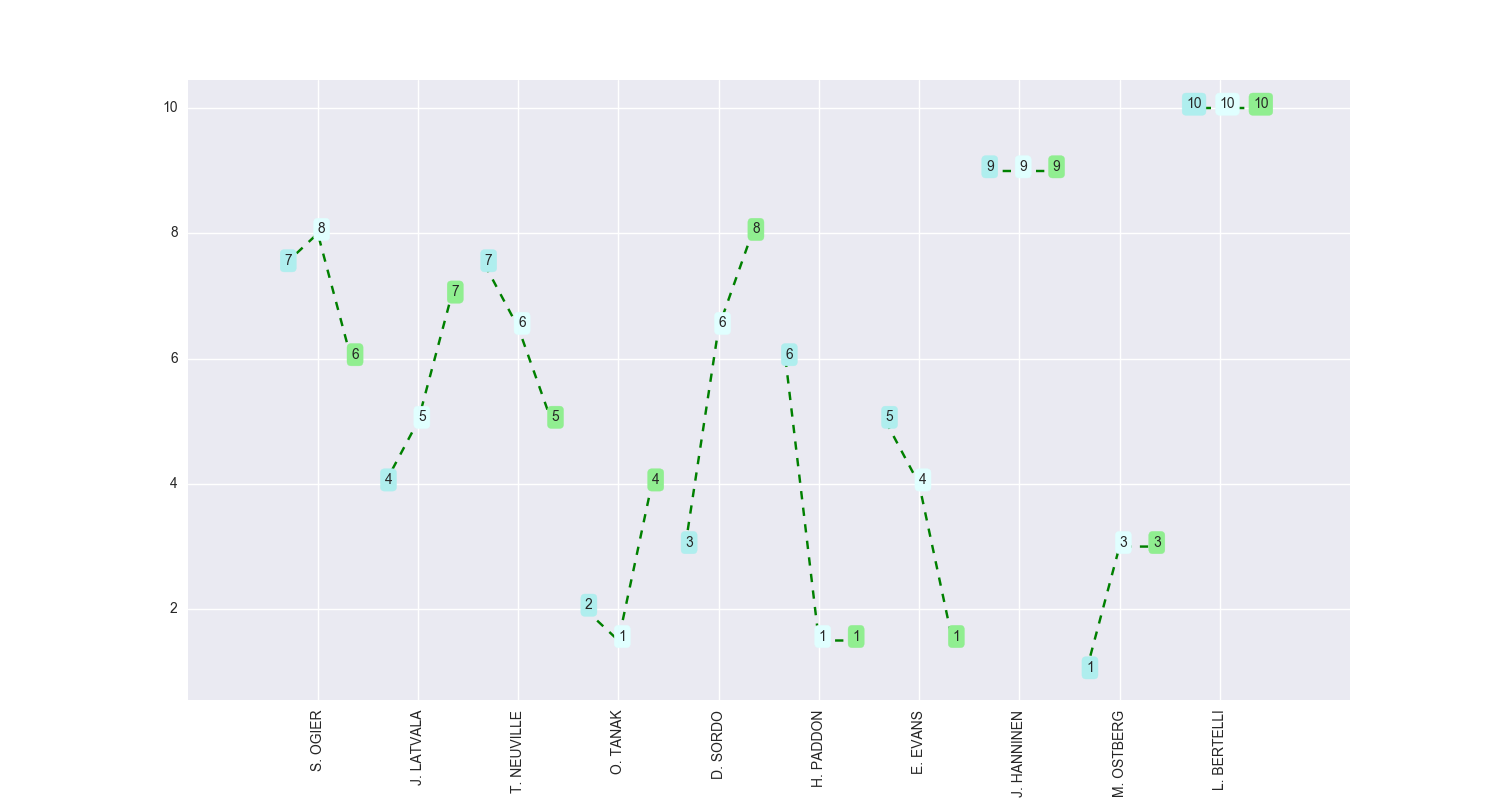 10
10 10 10
9 9 9
8
8
8
7
7
7
6
6
6
6
6
5
5
5
4
4
4
4
3
3 3
2
2
1
1 1
1
1
S. OGIER
J. LATVALA
T. NEUVILLE
O. TANAK
D. SORDO
H. PADDON
E. EVANS
J. HANNINEN
M. OSTBERG
L. BERTELLI